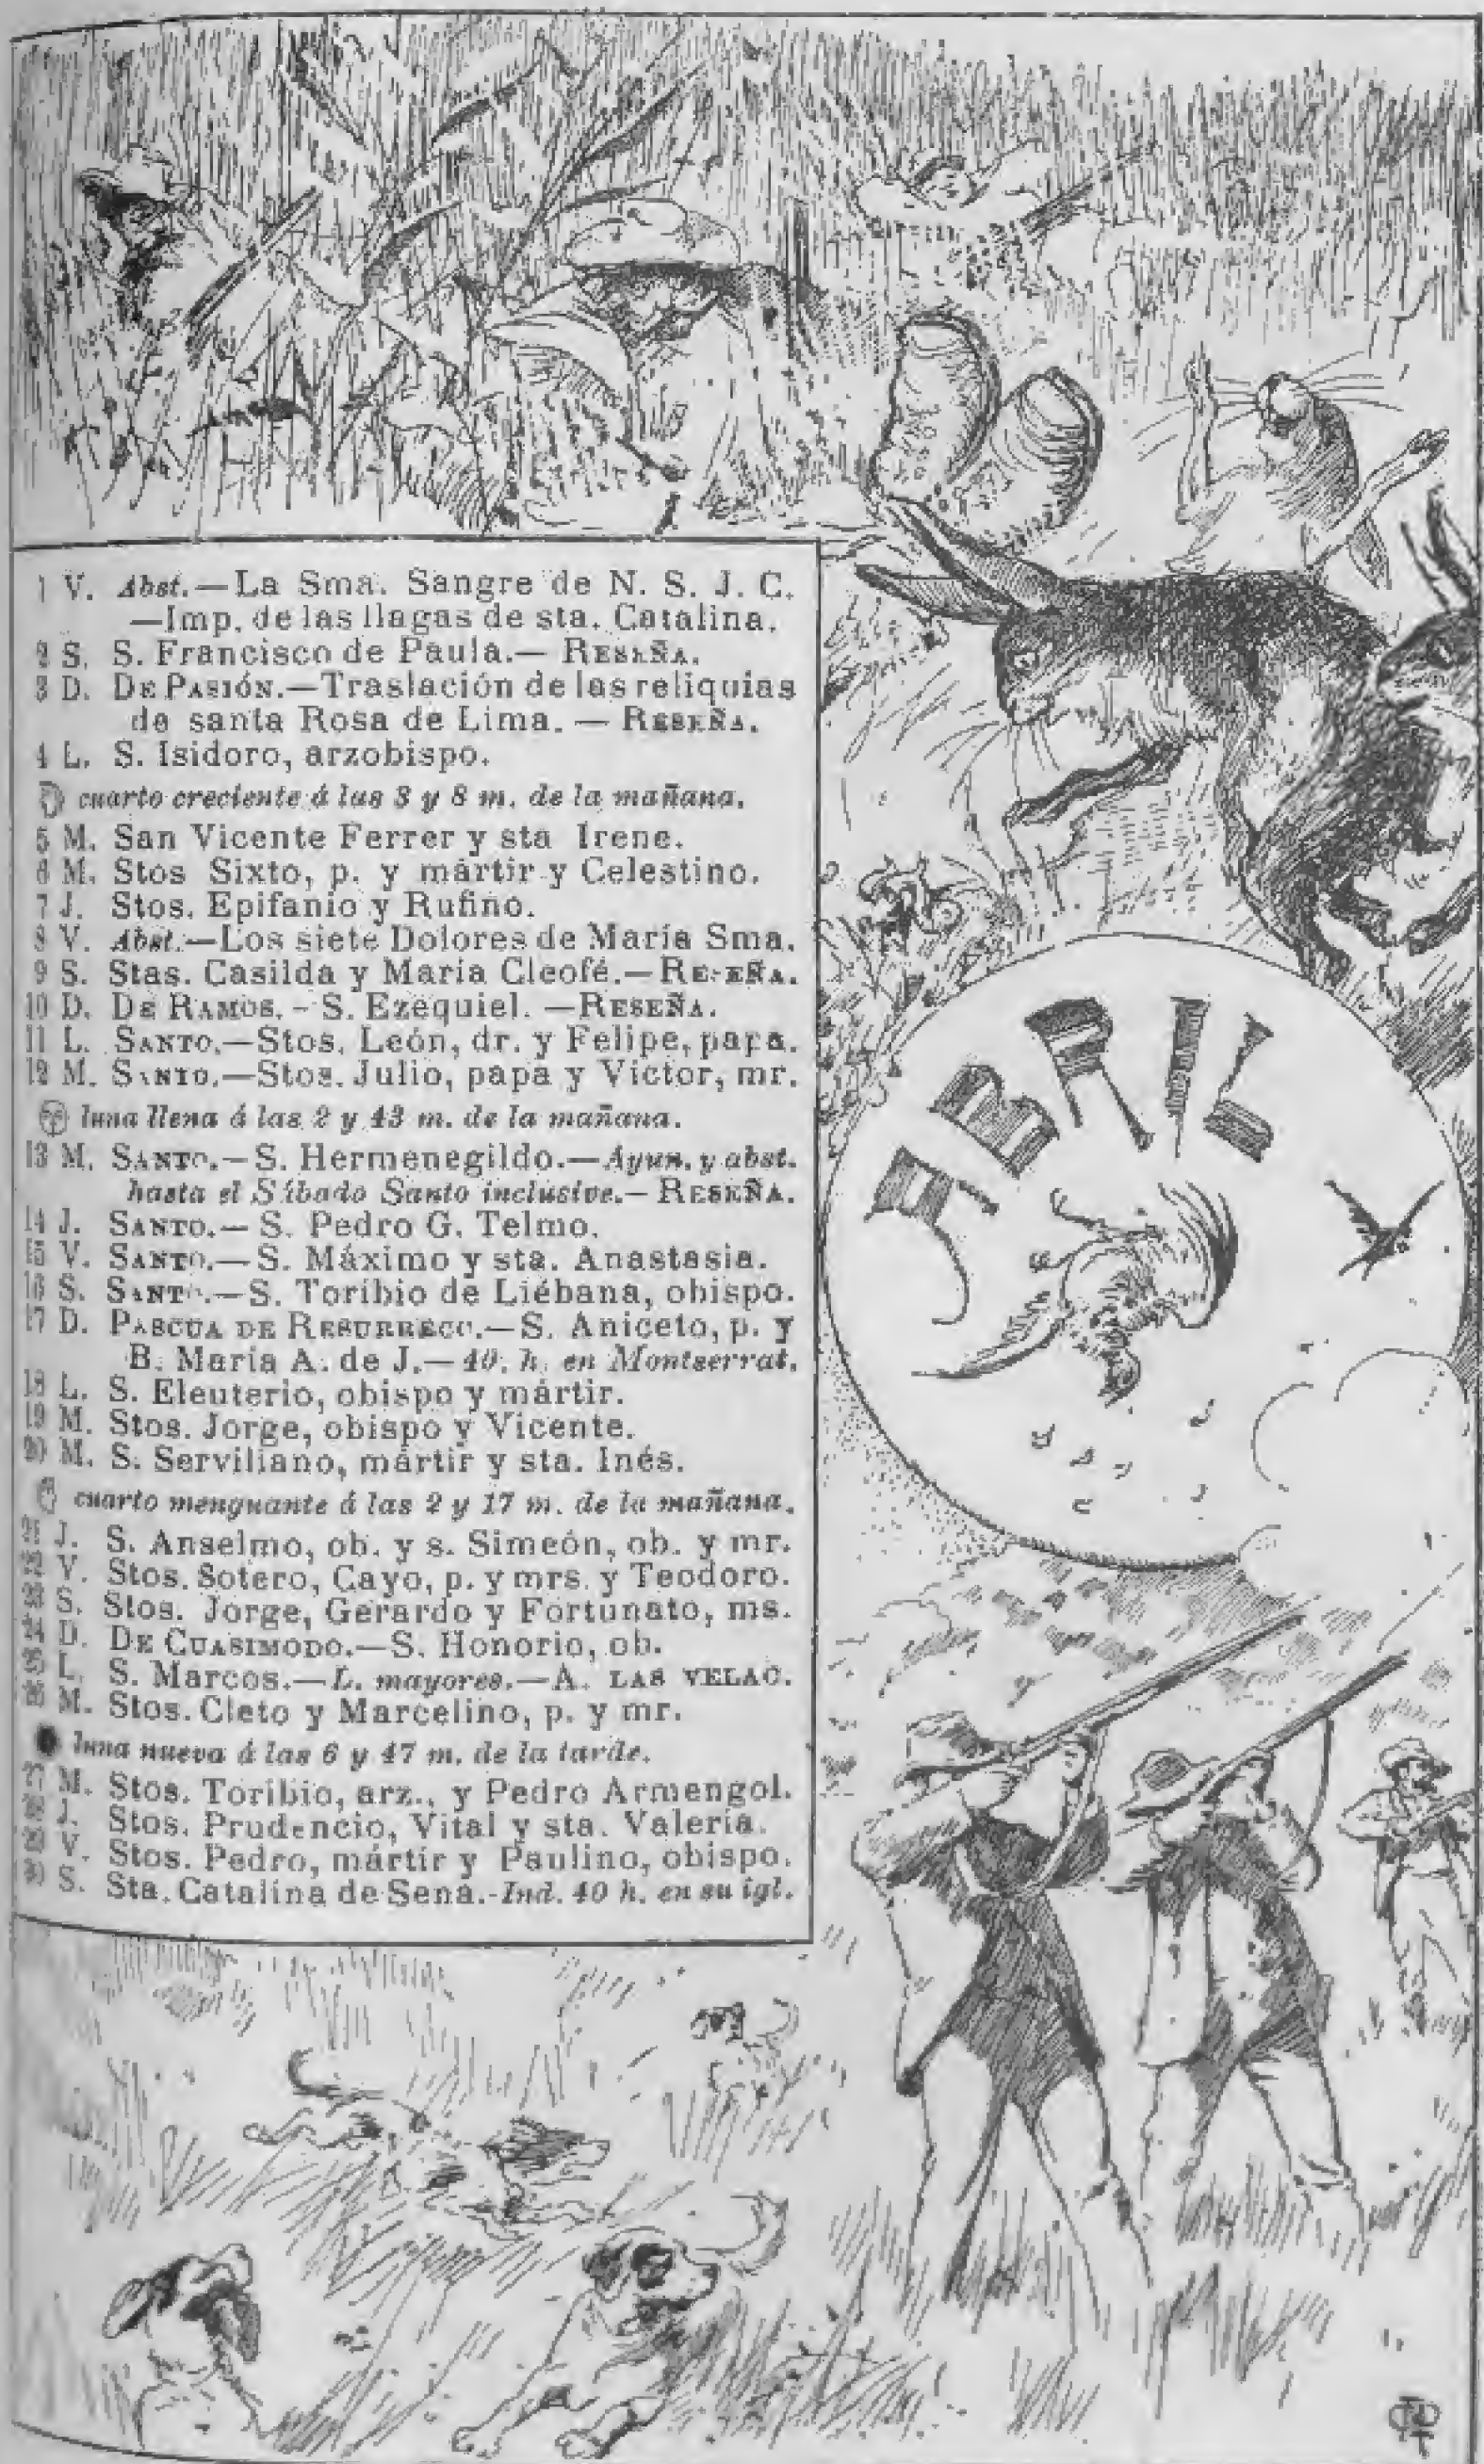 ABRIL
1 V. Abst.—La Sma. Sangre de N. S. J. C.
—Imp. de las llagas de sta. Catalina.
2 S. S. Francisco de Paula.— RESEÑA.
3 D. DE PASIÓN.—Traslación de las reliquias
de santa Rosa de Lima. — RESEÑA.
4 L. S. Isidoro, arzobispo.
cuarto creciente á las 3 y 8 m. de la mañana.
5 M. San Vicente Ferrer y sta Irene.
6 M. Stos Sixto, p. y mártir y Celestino.
7 J. Stos. Epifanio y Rufino.
8 V. Abst.—Los siete Dolores de María Sma.
9 S. Stas. Casilda y María Cleofé.—RESEÑA.
10 D. DE RAMOS.-S. Ezequiel. —RESEÑA.
11 L. SANTO.—Stos. León, dr. y Felipe, papa.
12 M. SANTO.—Stos. Julio, papa y Victor, mr.
luna llena á las 2 y 43 m. de la mañana.
13 M. SANTO.—S. Hermenegildo.—Ayun. y abst.
hasta el Sábado Santo inclusive.— RESEÑA.
14 J. SANTO.— S. Pedro G. Telmo.
15 V. SANTO.—S. Máximo y sta. Anastasia.
16 S. SANTO.—S. Toribio de Liébana, obispo.
17 D. PASCUA DE RESURRECC.—S. Aniceto, p. y
B. María A. de J.—40. h. en Montserrat.
18 L. S. Eleuterio, obispo y mártir.
19 M. Stos. Jorge, obispo y Vicente.
20 M. S. Serviliano, mártir y sta. Inés.
cuarto menguante á las 2 y 17 m. de la mañana.
21 J. S. Anselmo, ob. y s. Simeón, ob. y mr.
22 V. Stos. Sotero, Cayo, p. y mrs. y Teodoro.
23 S. Stos. Jorge, Gerardo y Fortunato, ms.
24 D. DE CUASIMODO.—S. Honorio, ob.
25 L. S. Marcos.—L. mayores.—A. LAS VELAC.
26 M. Stos. Cleto y Marcelino, p. y mr.
luna nueva á las 6 y 47 m. de la tarde.
27 M. Stos. Toribio, arz., y Pedro Armengol.
28 J. Stos. Prudencio, Vital y sta. Valeria.
29 V. Stos. Pedro, mártir y Paulino, obispo.
30 S. Sta. Catalina de Sena.-Ind. 40 h. en su igl.